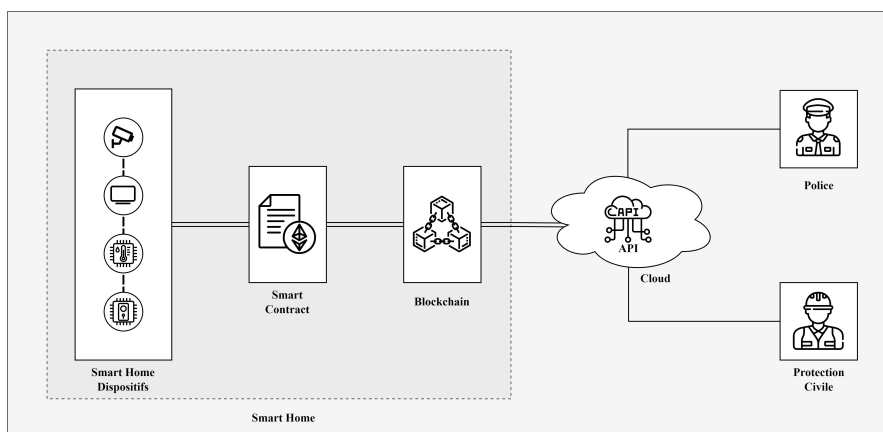 Smart Home
Dispositifs
Smart
Contract
Blockchain
Smart Home
API
API
Cloud
Police
Protection
Civile